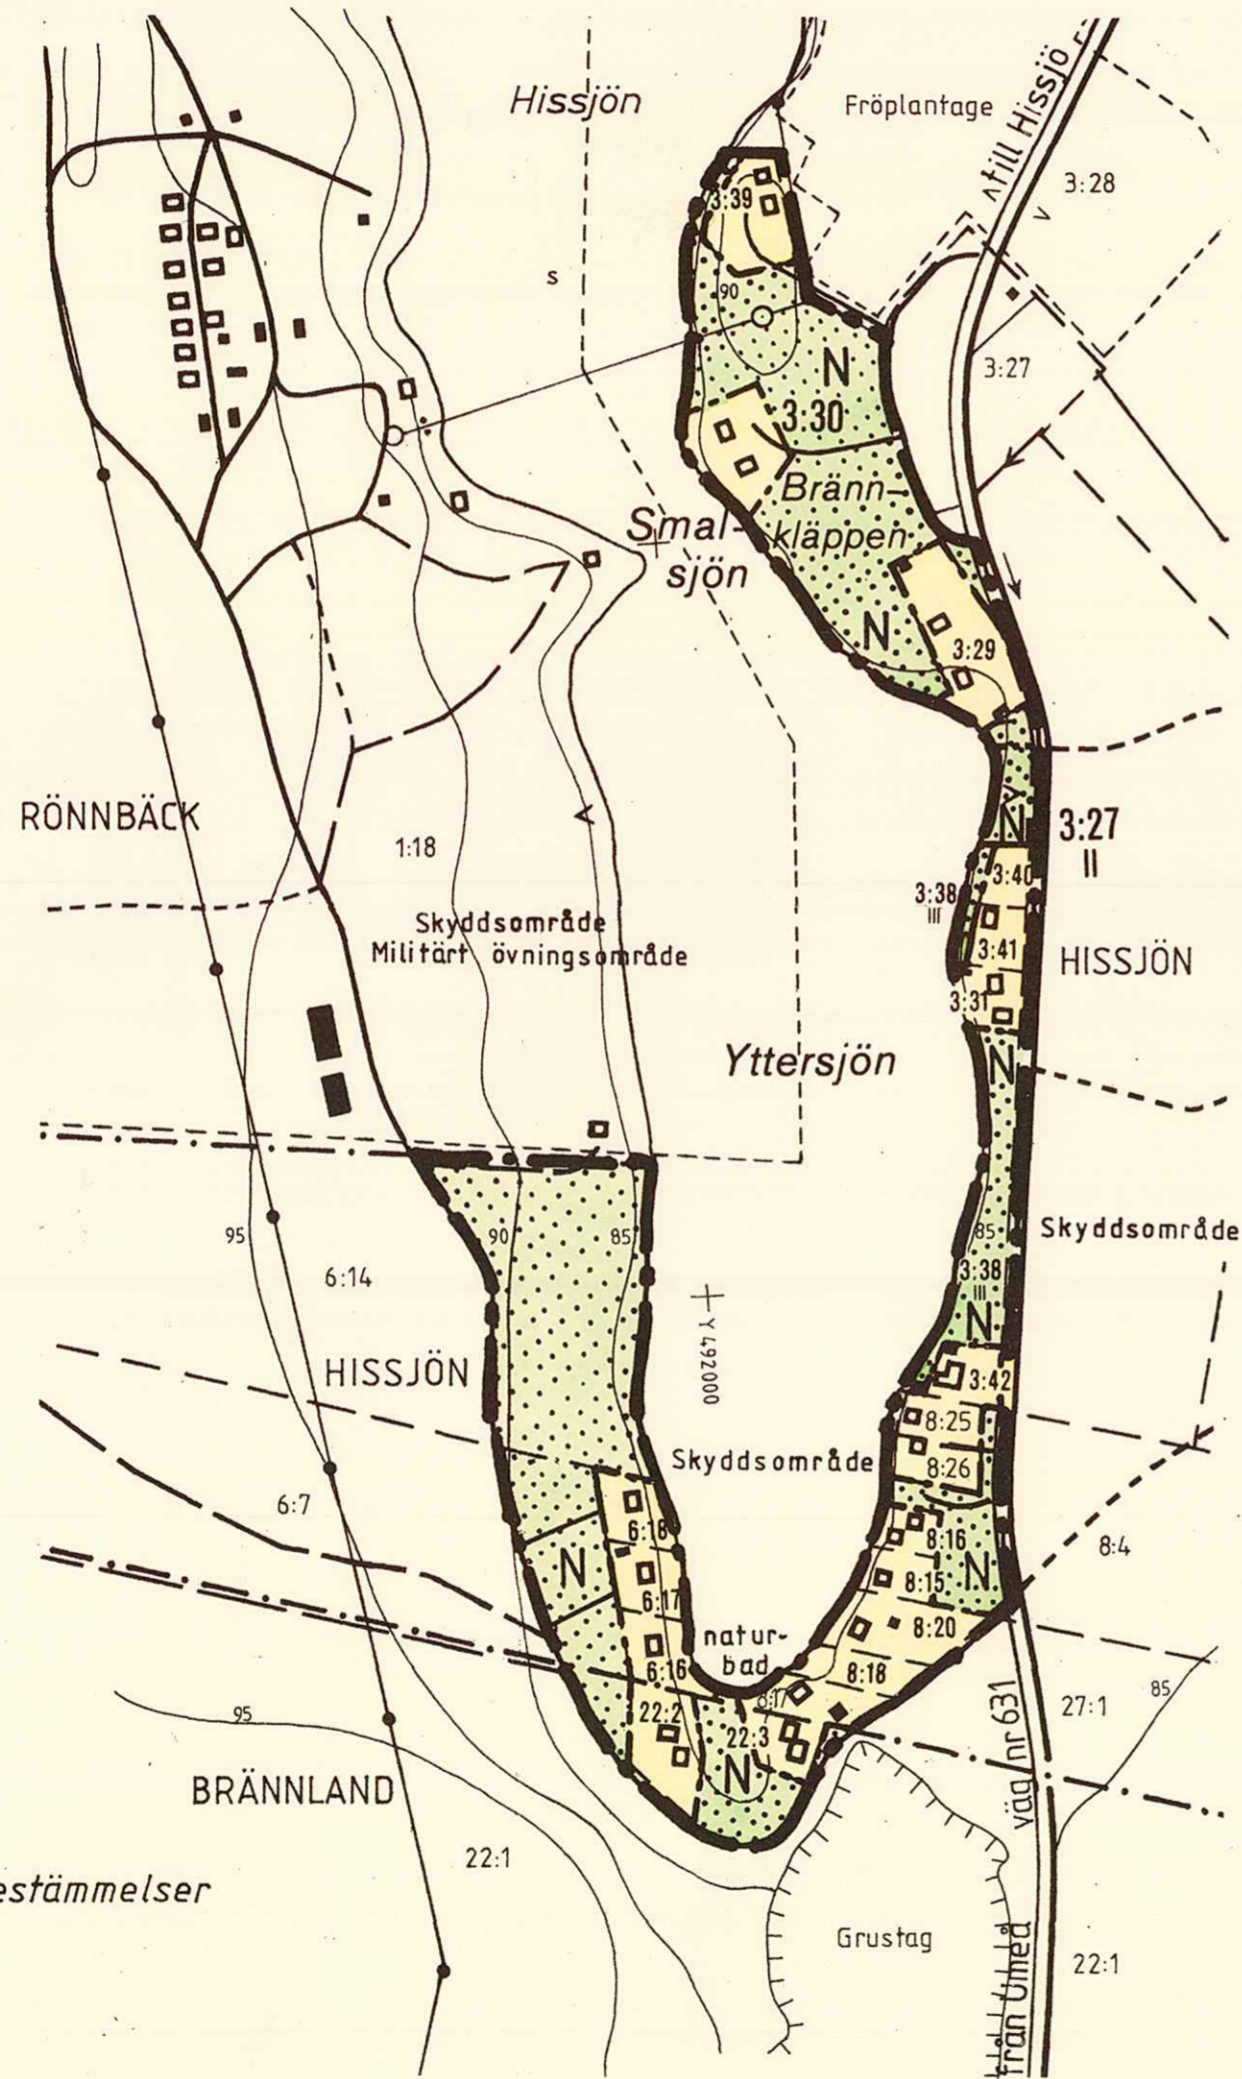 Hissjön
Fröplantage
till Hissjö
3:28
3:39
s
90
3:27
N
3:30
Bränn-
kläppen
Smal-
sjön
N
3:29
RÖNNBÄCK
N
3:27
II
1:18
3:40
3:38
III
Skyddsområde
Militärt övningsområde
3:41
HISSJÖN
3:31
Yttersjön
N
95
90
85
85
Skyddsområde
6:14
3:38
III
N
Y 492000
HISSJÖN
3:42
8:25
Skyddsområde
8:26
6:7
6:18
8:16
8:4
N
8:15
N
6:17
8:20
natur-
bad
6:16
8:18
8:17
85
95
22:2
22:3
27:1
väg nr 631
N
BRÄNNLAND
22:1
estämmelser
Grustag
från Umeå
22:1